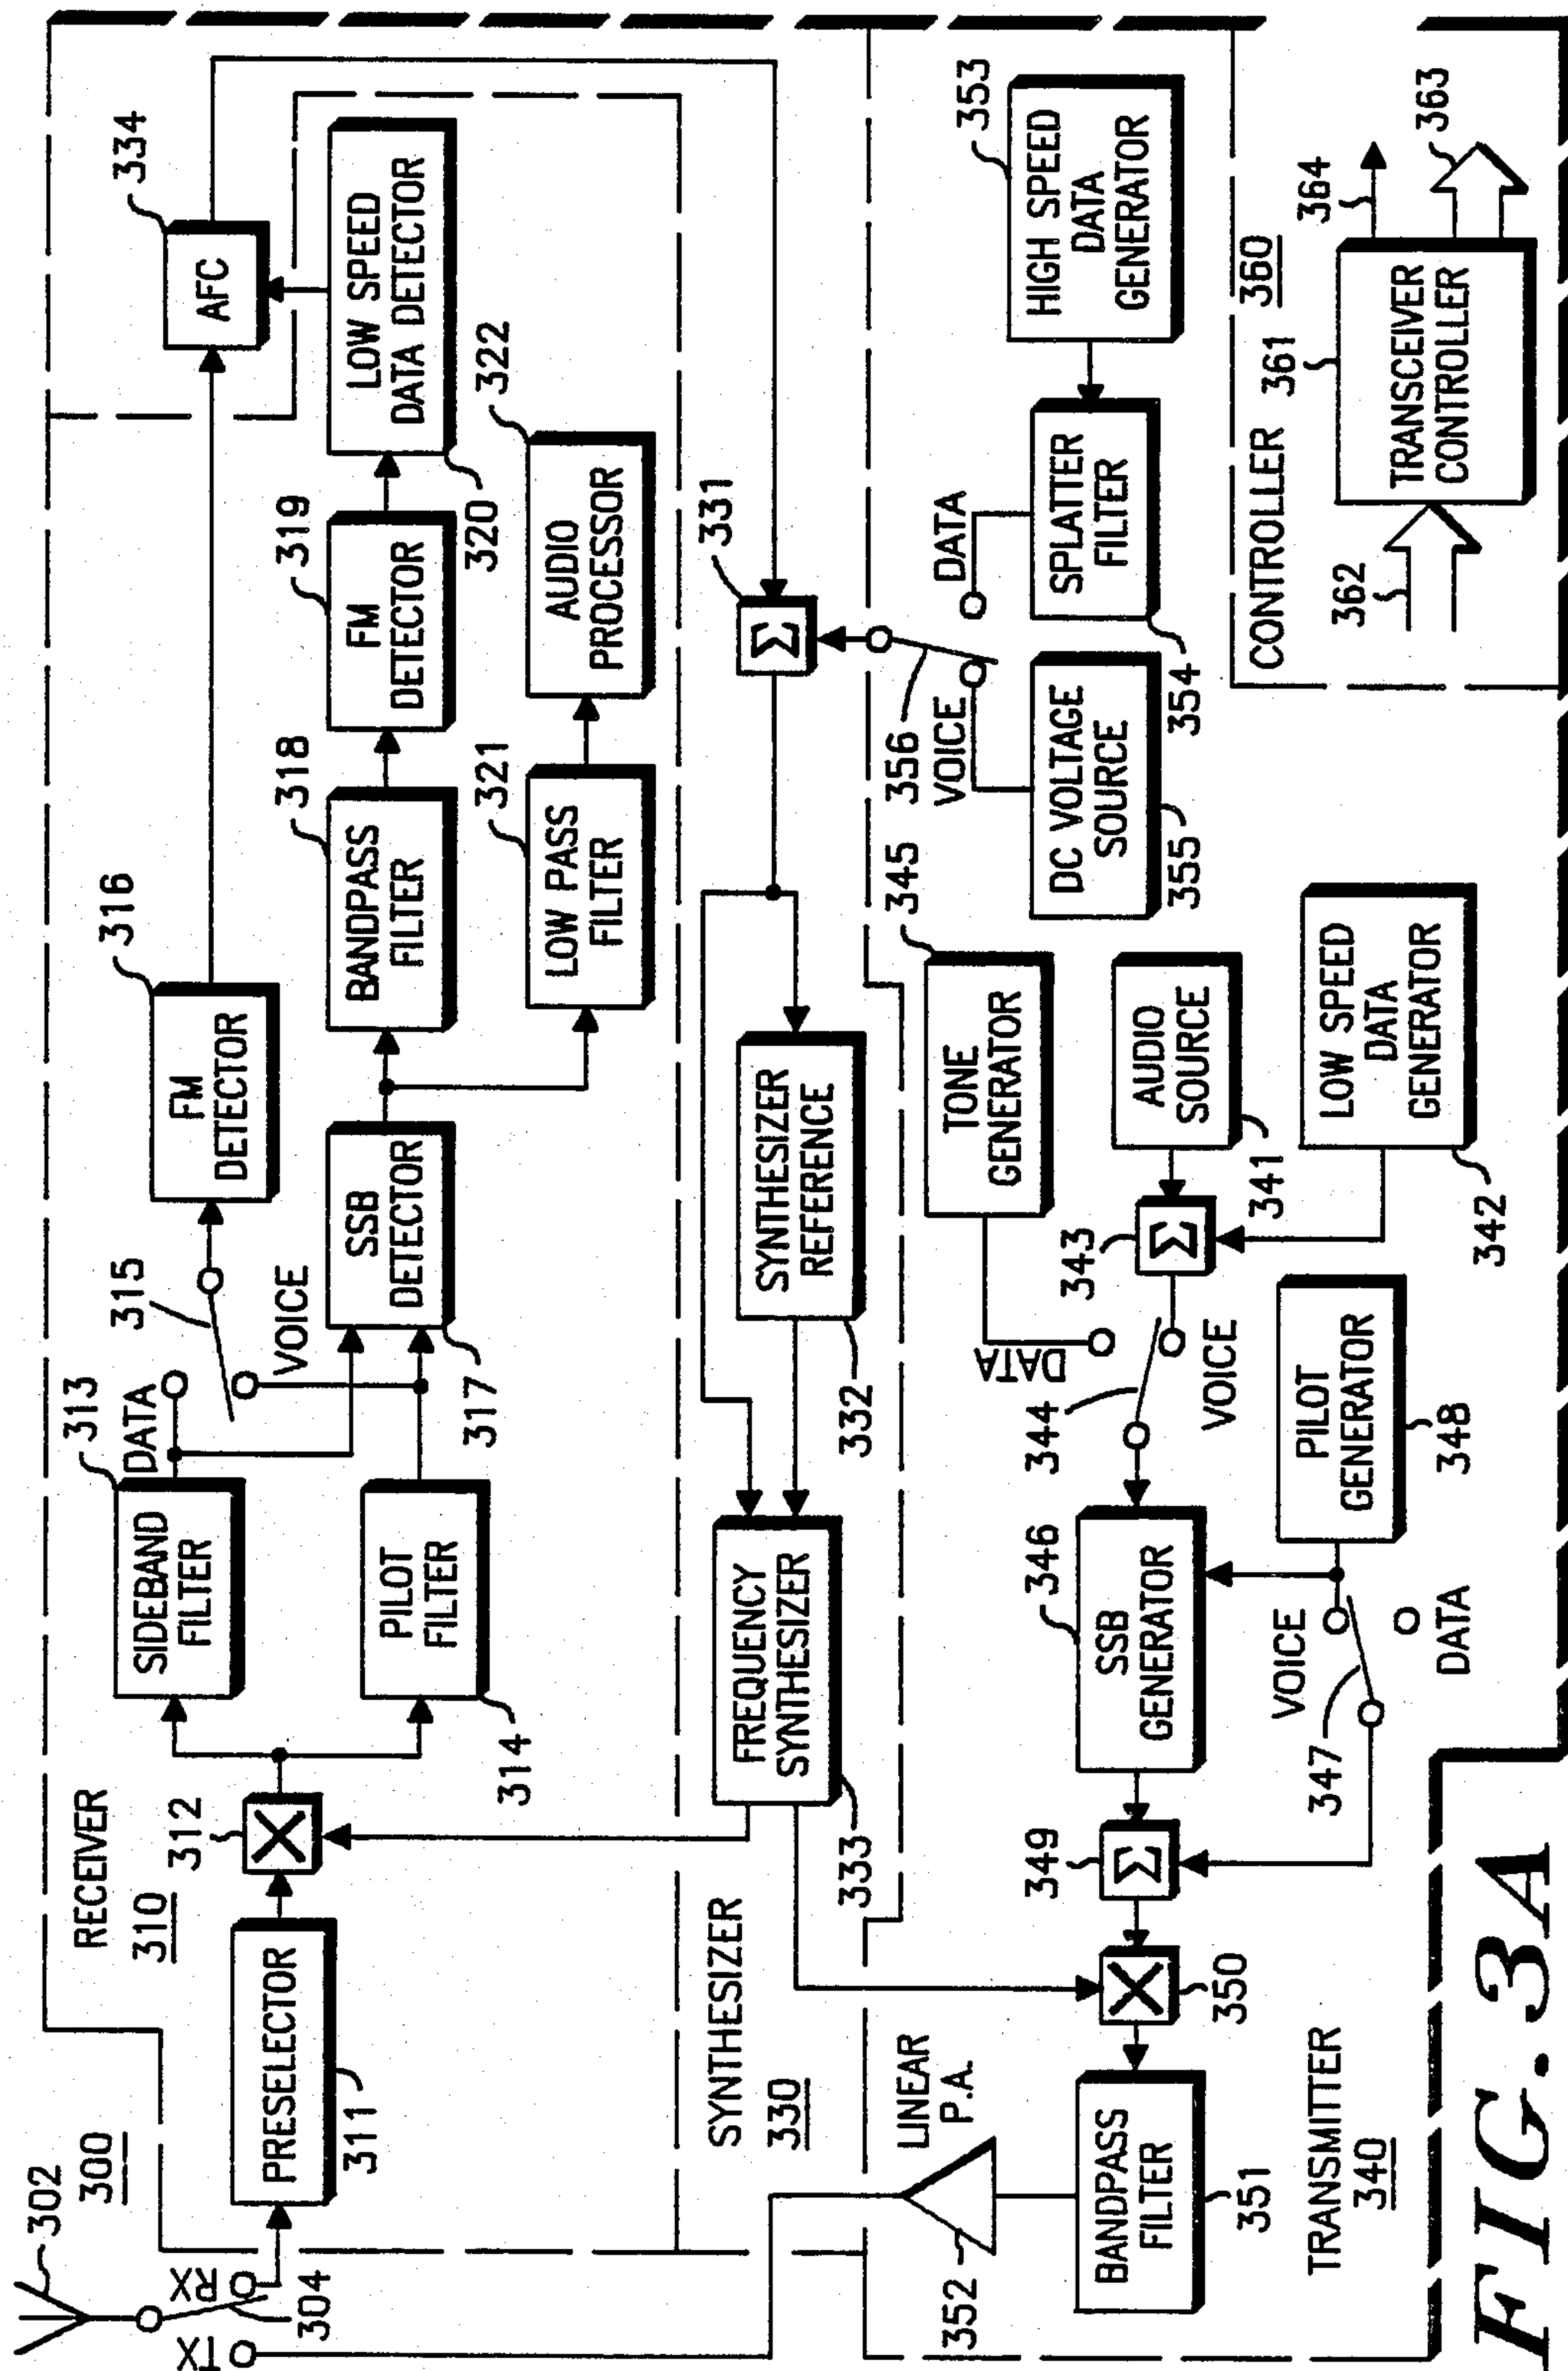 302
300
TX
RX
304
PRESELECTOR
311
RECEIVER
310
312
SIDEBAND
FILTER
313
PILOT
FILTER
314
DATA
VOICE
315
FM
DETECTOR
316
SSB
DETECTOR
317
BANDPASS
FILTER
318
FM
DETECTOR
319
LOW SPEED
DATA DETECTOR
320
LOW PASS
FILTER
321
AUDIO
PROCESSOR
322
AFC
334
SYNTHESIZER
330
FREQUENCY
SYNTHESIZER
333
SYNTHESIZER
REFERENCE
332
Σ
331
LINEAR
P.A.
352
BANDPASS
FILTER
351
350
Σ
349
SSB
GENERATOR
346
344
DATA
VOICE
TONE
GENERATOR
345
Σ
343
AUDIO
SOURCE
341
LOW SPEED
DATA
GENERATOR
342
PILOT
GENERATOR
348
VOICE
DATA
347
VOICE
DATA
356
DC VOLTAGE
SOURCE
355
SPLATTER
FILTER
354
HIGH SPEED
DATA
GENERATOR
353
TRANSMITTER
340
CONTROLLER
360
TRANSCEIVER
CONTROLLER
361
362
364
363
FIG. 3A